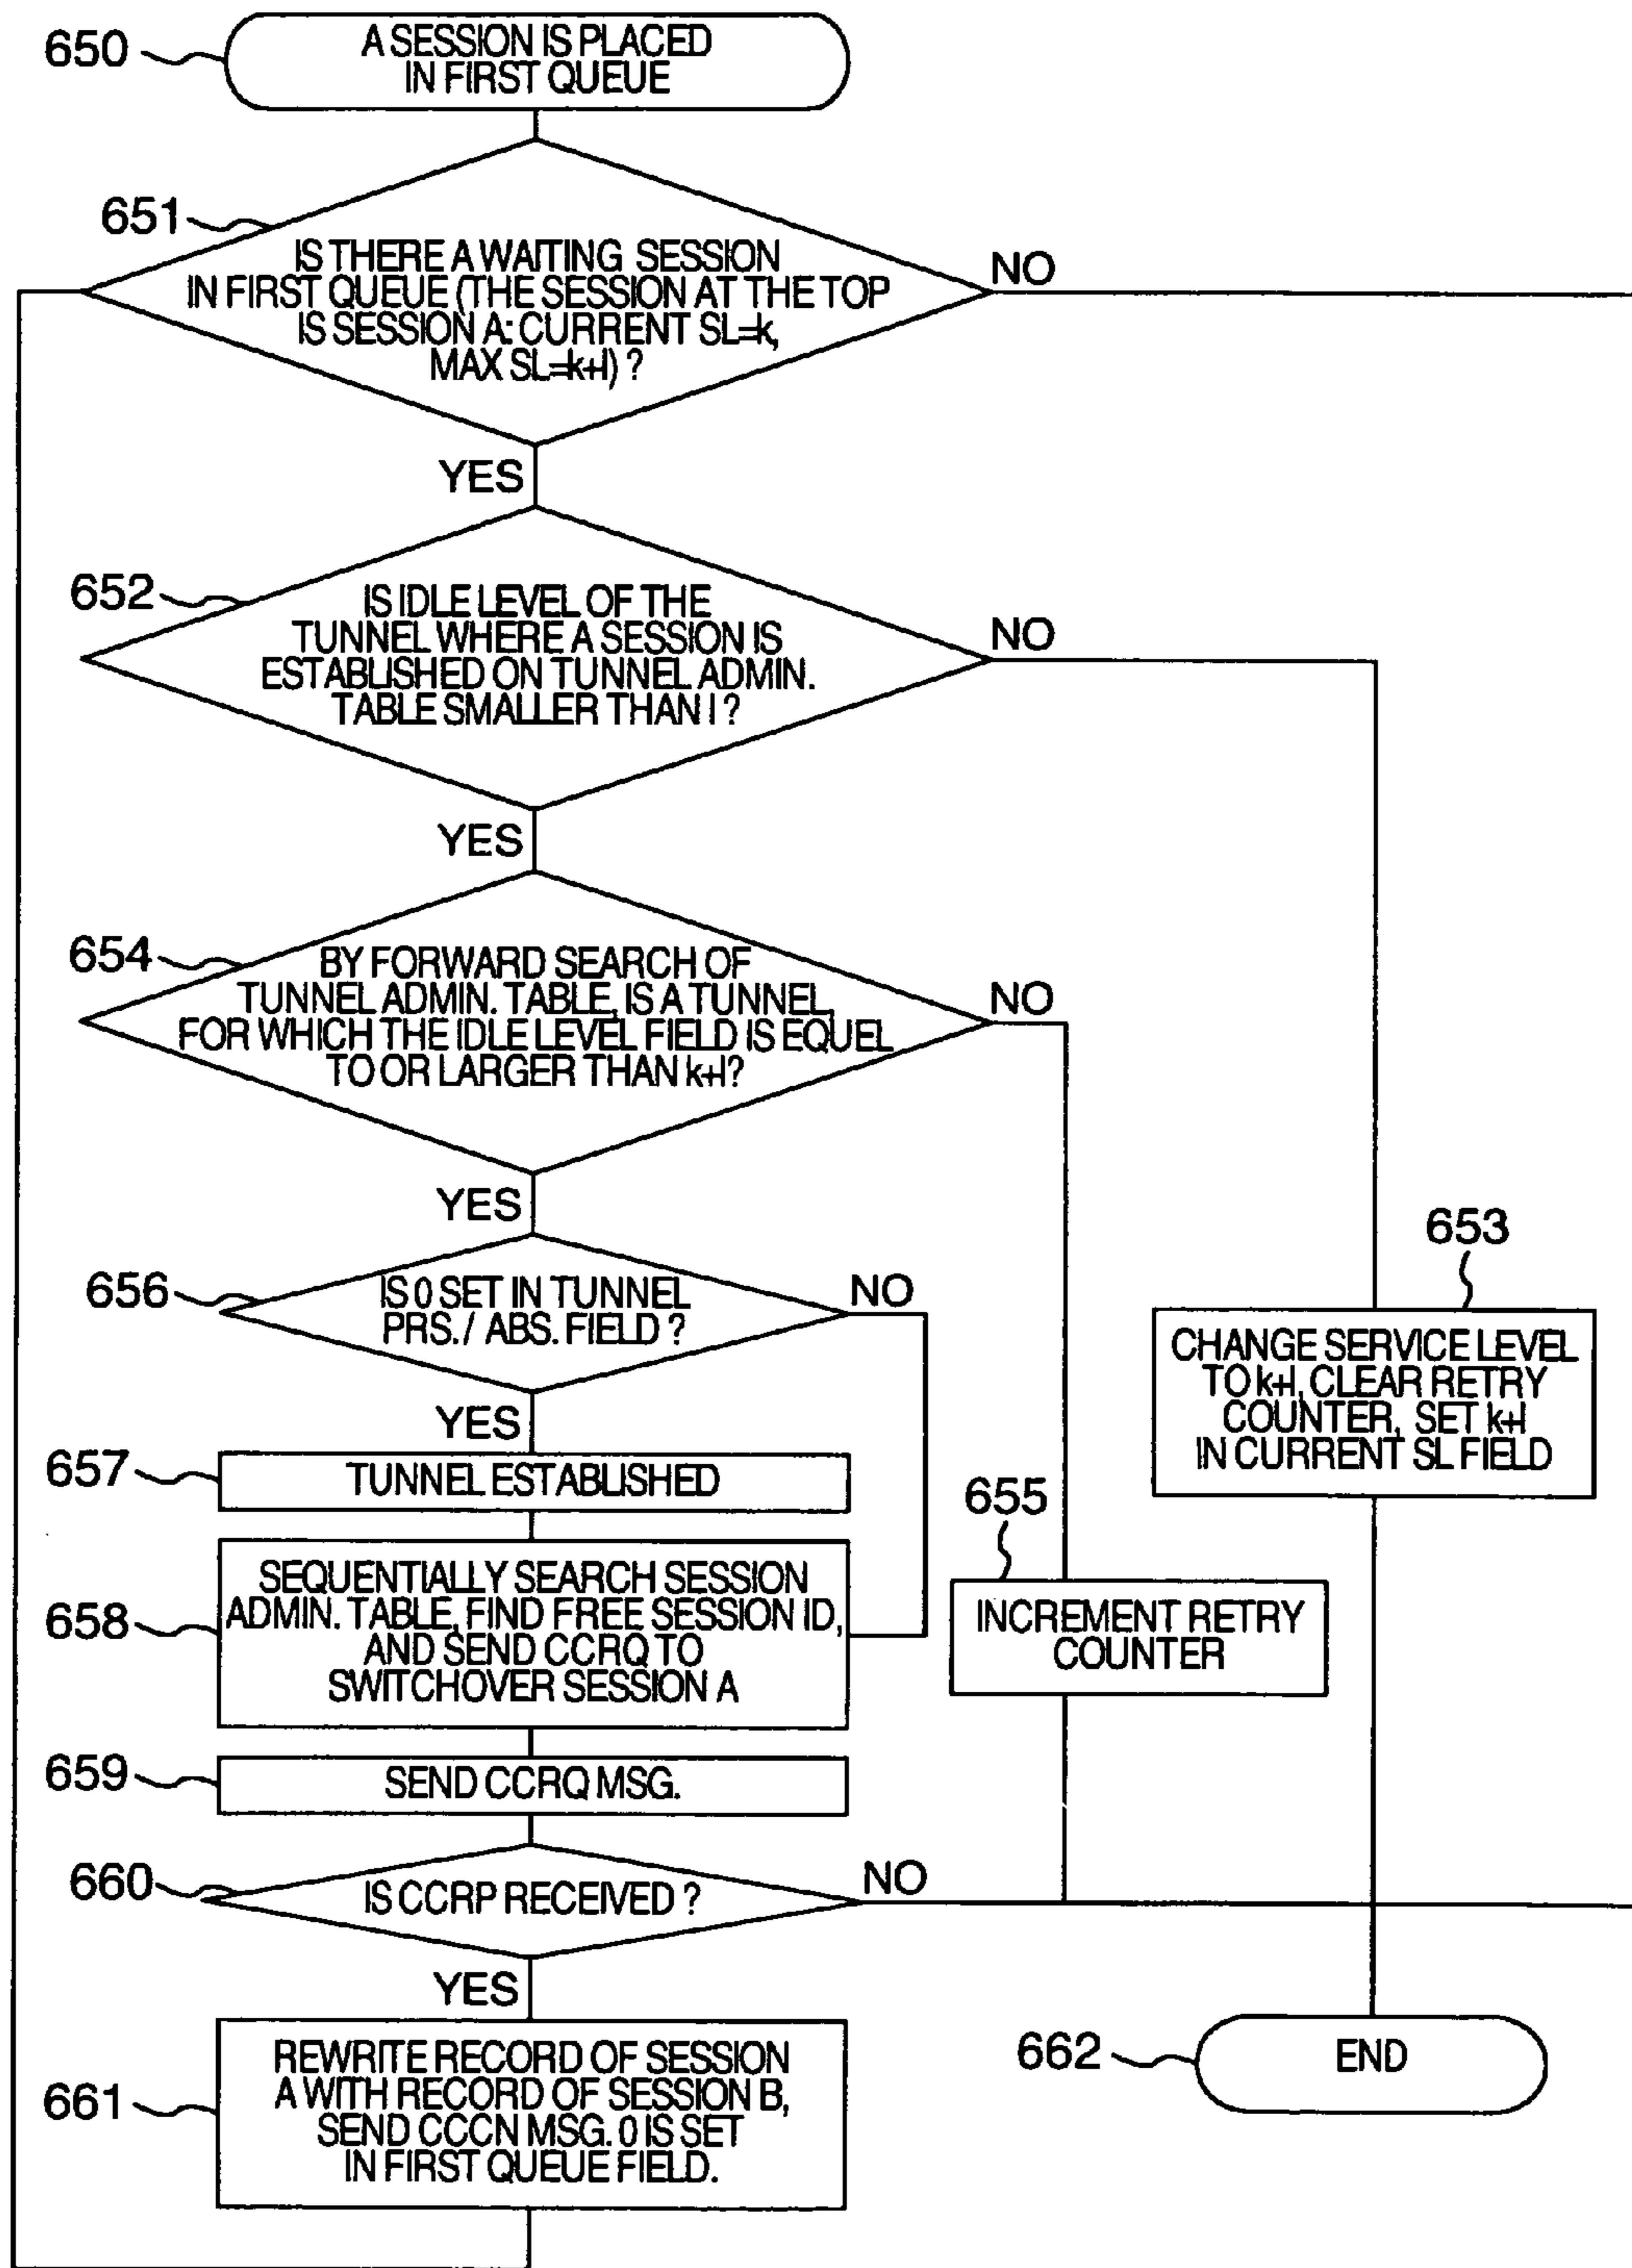 650
A SESSION IS PLACED
IN FIRST QUEUE
651
IS THERE A WAITING SESSION
IN FIRST QUEUE (THE SESSION AT THE TOP
IS SESSION A: CURRENT SL=k,
MAX SL=k+l) ?
NO
YES
652
IS IDLE LEVEL OF THE
TUNNEL WHERE A SESSION IS
ESTABLISHED ON TUNNEL ADMIN.
TABLE SMALLER THAN l ?
NO
YES
654
BY FORWARD SEARCH OF
TUNNEL ADMIN. TABLE, IS A TUNNEL,
FOR WHICH THE IDLE LEVEL FIELD IS EQUEL
TO OR LARGER THAN k+l?
NO
YES
656
IS 0 SET IN TUNNEL
PRS. / ABS. FIELD ?
NO
YES
653
CHANGE SERVICE LEVEL
TO k+l, CLEAR RETRY
COUNTER, SET k+l
IN CURRENT SL FIELD
657
TUNNEL ESTABLISHED
658
SEQUENTIALLY SEARCH SESSION
ADMIN. TABLE, FIND FREE SESSION ID,
AND SEND CCRQ TO
SWITCHOVER SESSION A
655
INCREMENT RETRY
COUNTER
659
SEND CCRQ MSG.
660
IS CCRP RECEIVED ?
NO
YES
661
REWRITE RECORD OF SESSION
A WITH RECORD OF SESSION B,
SEND CCCN MSG. 0 IS SET
IN FIRST QUEUE FIELD.
662
END